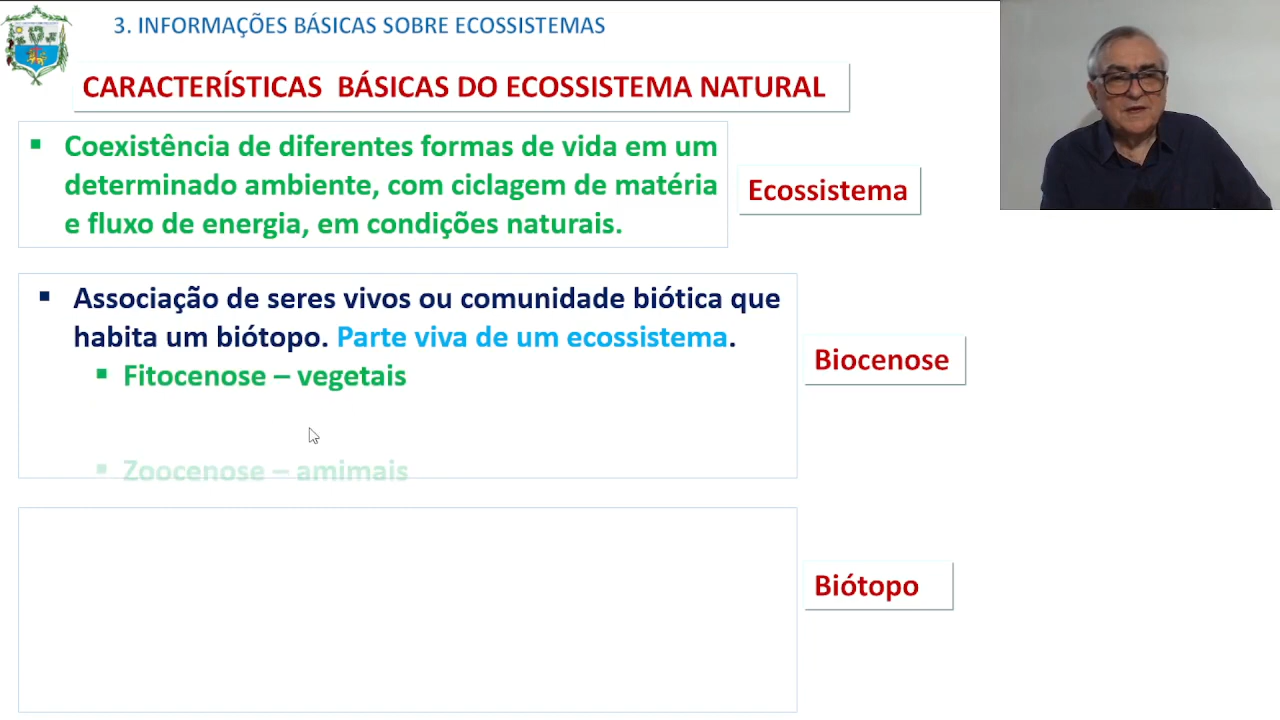 3. INFORMAÇÕES BÁSICAS SOBRE ECOSSISTEMAS
CARACTERÍSTICAS BÁSICAS DO ECOSSISTEMA NATURAL
Coexistência de diferentes formas de vida em um
determinado ambiente, com ciclagem de matéria
e fluxo de energia, em condições naturais.
Ecossistema
Associação de seres vivos ou comunidade biótica que
habita um biótopo. Parte viva de um ecossistema.
Fitocenose – vegetais
Zoocenose – amimais
Biocenose
Biótopo